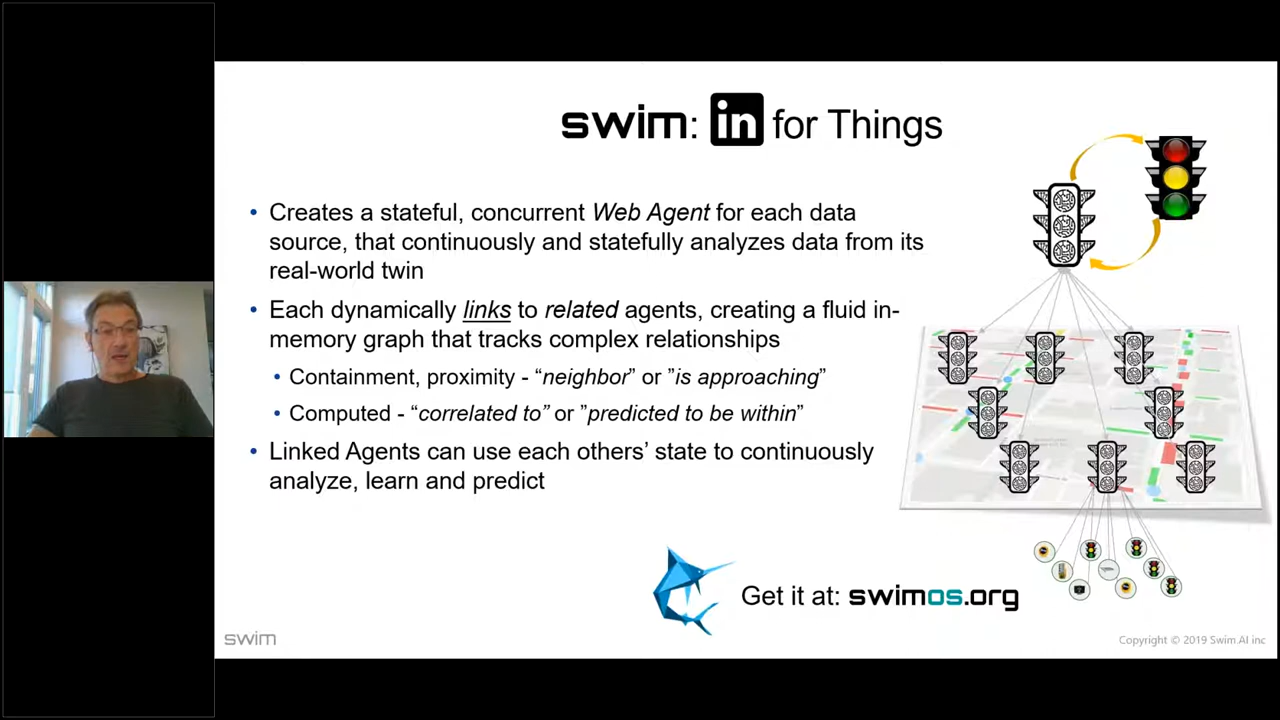 swim: in for Things
• Creates a stateful, concurrent Web Agent for each data
source, that continuously and statefully analyzes data from its
real-world twin
• Each dynamically links to related agents, creating a fluid in-
memory graph that tracks complex relationships
• Containment, proximity - “neighbor” or ”is approaching”
• Computed - “correlated to” or ”predicted to be within”
• Linked Agents can use each others’ state to continuously
analyze, learn and predict
Get it at: swimos.org
swim
Copyright © 2019 Swim.AI inc